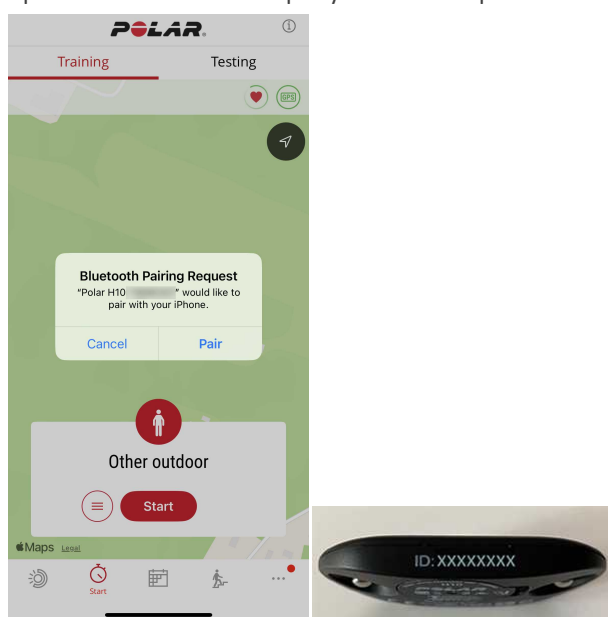 POLAR.
Training
Testing
GPS
Bluetooth Pairing Request
"Polar H10 " would like to
pair with your iPhone.
Cancel
Pair
Other outdoor
Start
Maps Legal
Start
ID: XXXXXXXX
POLAR